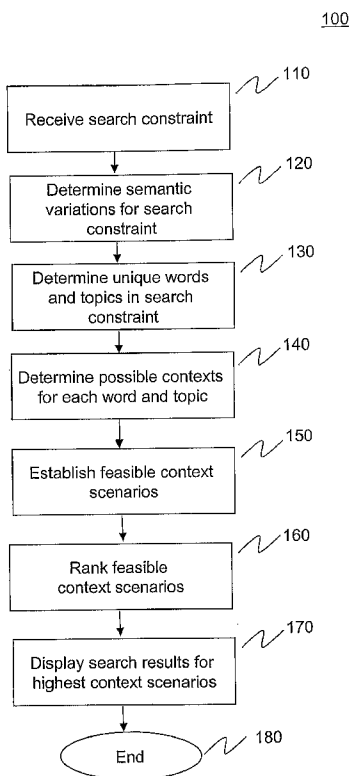 100
110
Receive search constraint
120
Determine semantic
variations for search
constraint
130
Determine unique words
and topics in search
constraint
140
Determine possible contexts
for each word and topic
150
Establish feasible context
scenarios
160
Rank feasible
context scenarios
170
Display search results for
highest context scenarios
180
End